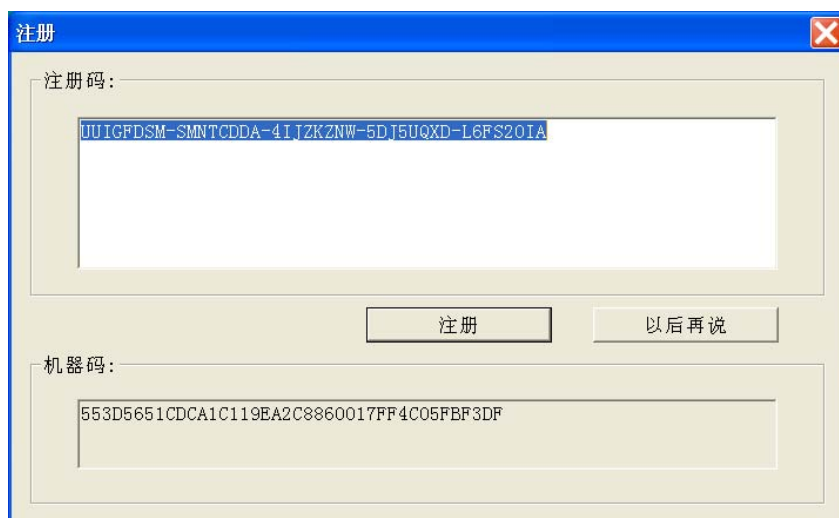 注册
注册码:
UUIGFDSM-SMNTCDDA-4IJZKZNW-5DJ5UQXD-L6FS2OIA
注册
以后再说
机器码:
553D5651CDCA1C119EA2C8860017FF4C05FBF3DF